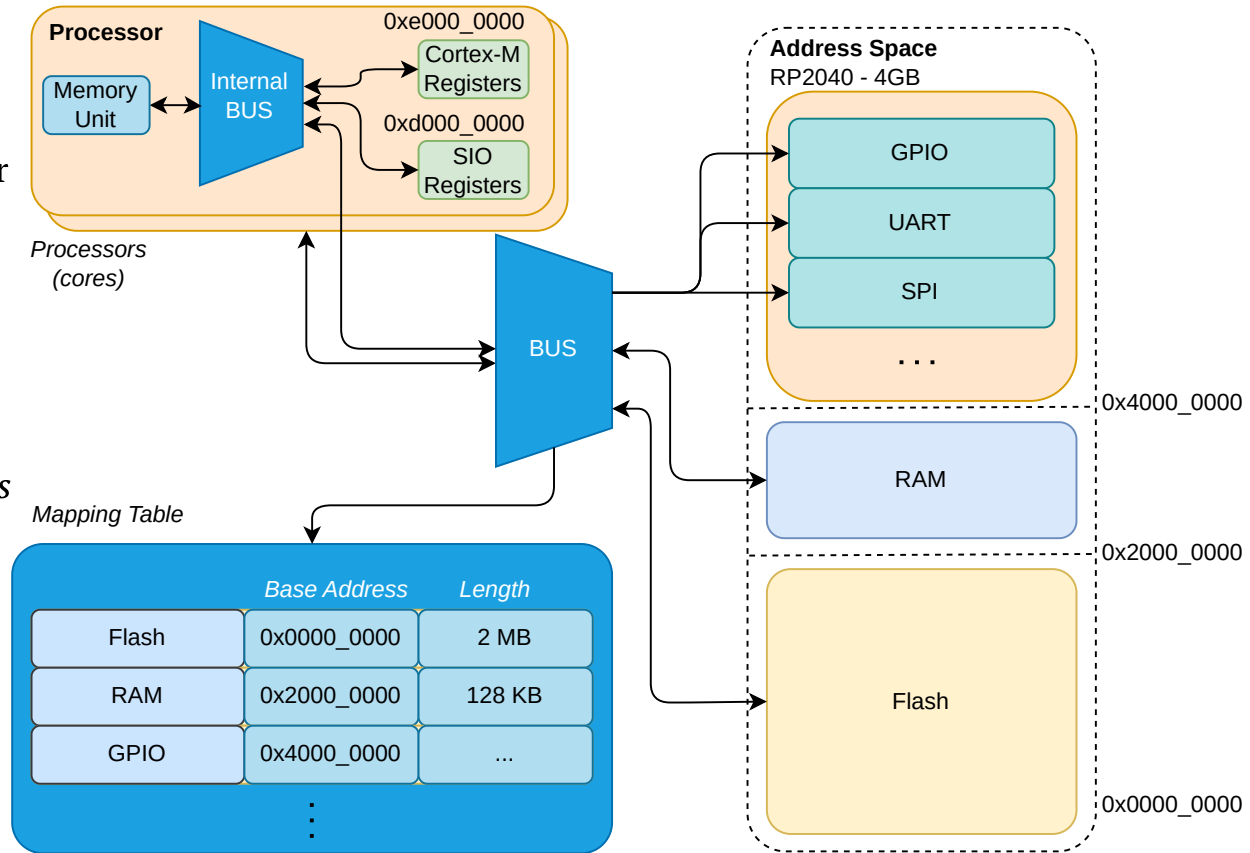 Processor
Memory
Unit
Internal
BUS
0xe000_0000
Cortex-M
Registers
0xd000_0000
SIO
Registers
r
Processors
(cores)
BUS
s
Mapping Table
Base Address Length
Flash 0x0000_0000 2 MB
RAM 0x2000_0000 128 KB
GPIO 0x4000_0000 ...
Address Space
RP2040 - 4GB
GPIO
UART
SPI
. . .
0x4000_0000
RAM
0x2000_0000
Flash
0x0000_0000